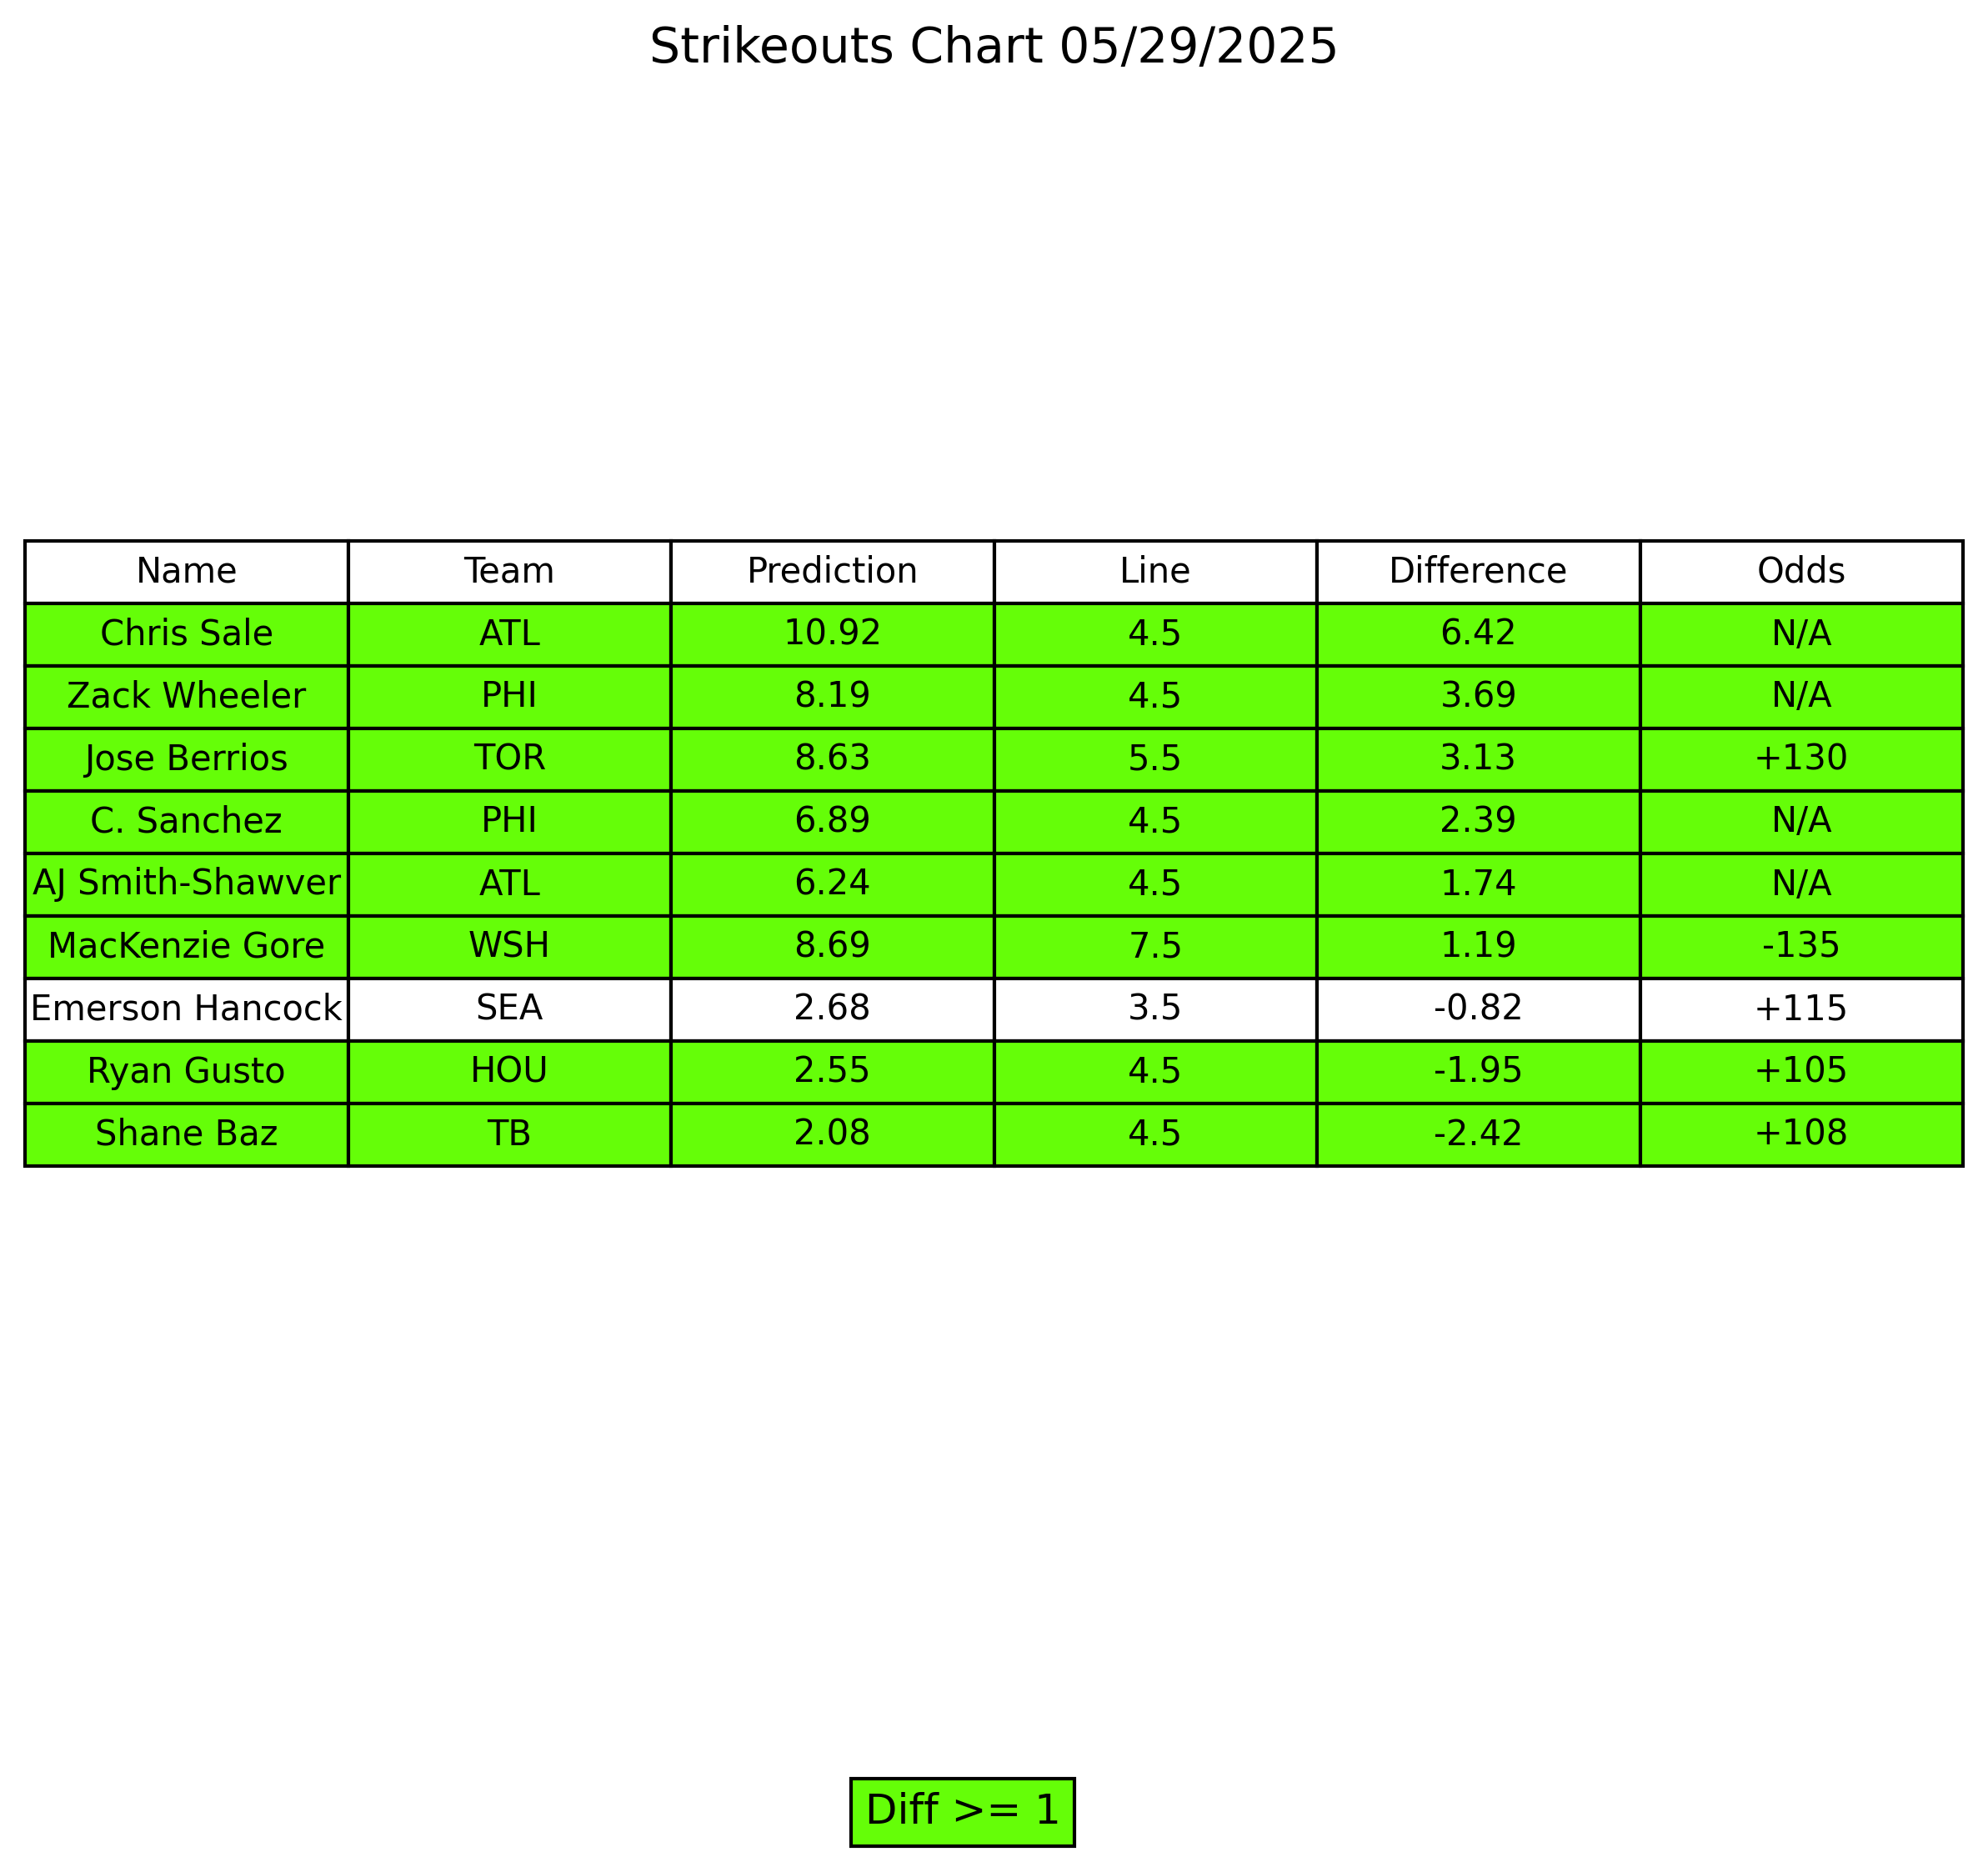 Strikeouts Chart 05/29/2025
Name Team Prediction Line Difference Odds
Chris Sale ATL 10.92 4.5 6.42 N/A
Zack Wheeler PHI 8.19 4.5 3.69 N/A
Jose Berrios TOR 8.63 5.5 3.13 +130
C. Sanchez PHI 6.89 4.5 2.39 N/A
AJ Smith-Shawver ATL 6.24 4.5 1.74 N/A
MacKenzie Gore WSH 8.69 7.5 1.19 -135
Emerson Hancock SEA 2.68 3.5 -0.82 +115
Ryan Gusto HOU 2.55 4.5 -1.95 +105
Shane Baz TB 2.08 4.5 -2.42 +108
Diff >= 1